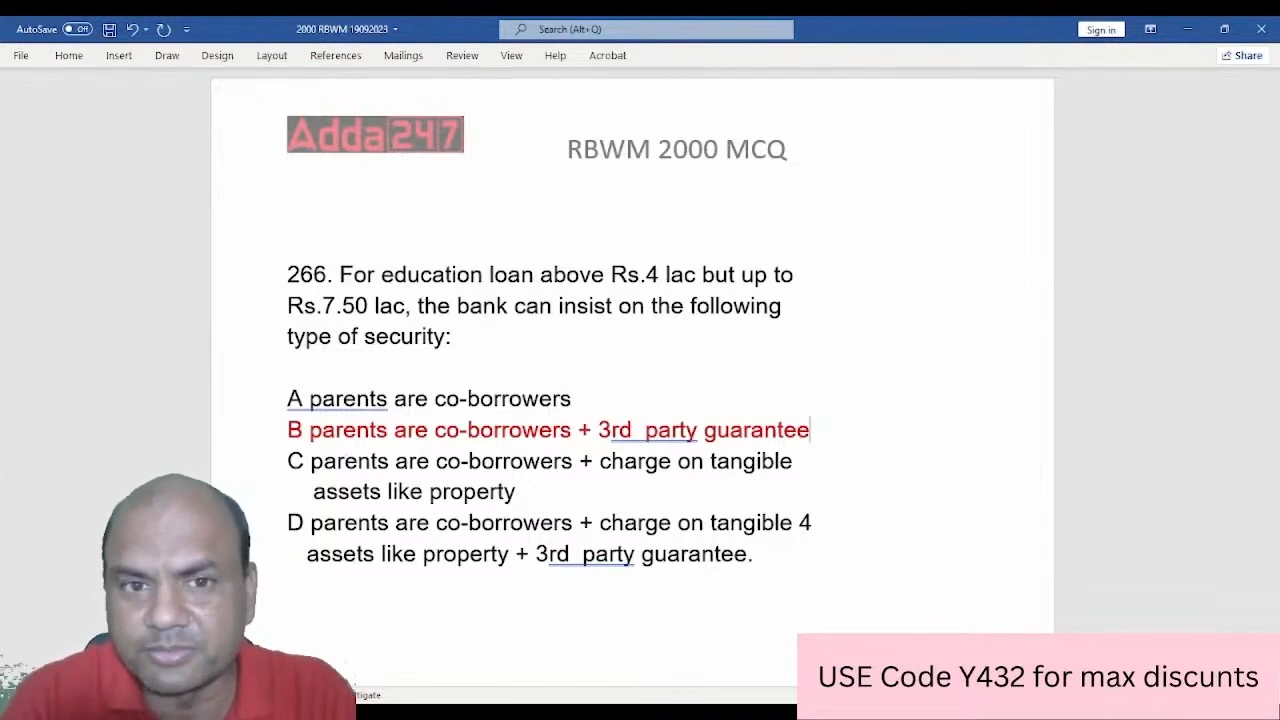 AutoSave Off 2000 RBWM 19092023 Search (Alt+Q) Sign in
File Home Insert Draw Design Layout References Mailings Review View Help Acrobat Share
Adda247
RBWM 2000 MCQ
266. For education loan above Rs.4 lac but up to
Rs.7.50 lac, the bank can insist on the following
type of security:
A parents are co-borrowers
B parents are co-borrowers + 3rd party guarantee
C parents are co-borrowers + charge on tangible
assets like property
D parents are co-borrowers + charge on tangible 4
assets like property + 3rd party guarantee.
USE Code Y432 for max discunts